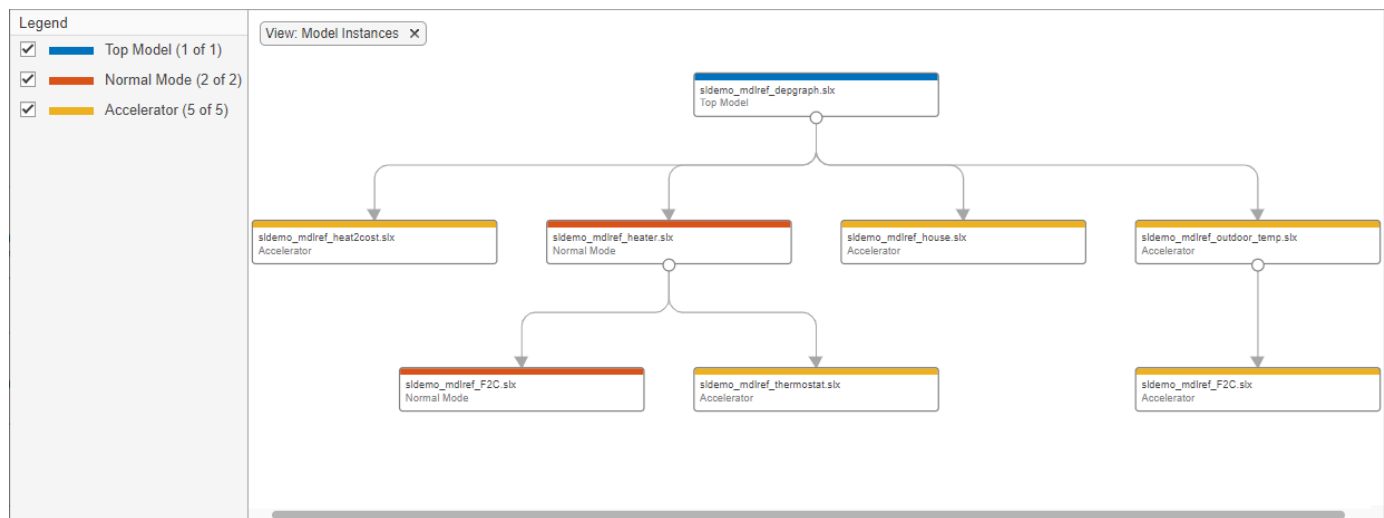 Legend
Top Model (1 of 1)
Normal Mode (2 of 2)
Accelerator (5 of 5)
View: Model Instances
sldemo_mdlref_depgraph.slx
Top Model
sldemo_mdlref_heat2cost.slx
Accelerator
sldemo_mdlref_heater.slx
Normal Mode
sldemo_mdlref_house.slx
Accelerator
sldemo_mdlref_outdoor_temp.slx
Accelerator
sldemo_mdlref_F2C.slx
Normal Mode
sldemo_mdlref_thermostat.slx
Accelerator
sldemo_mdlref_F2C.slx
Accelerator